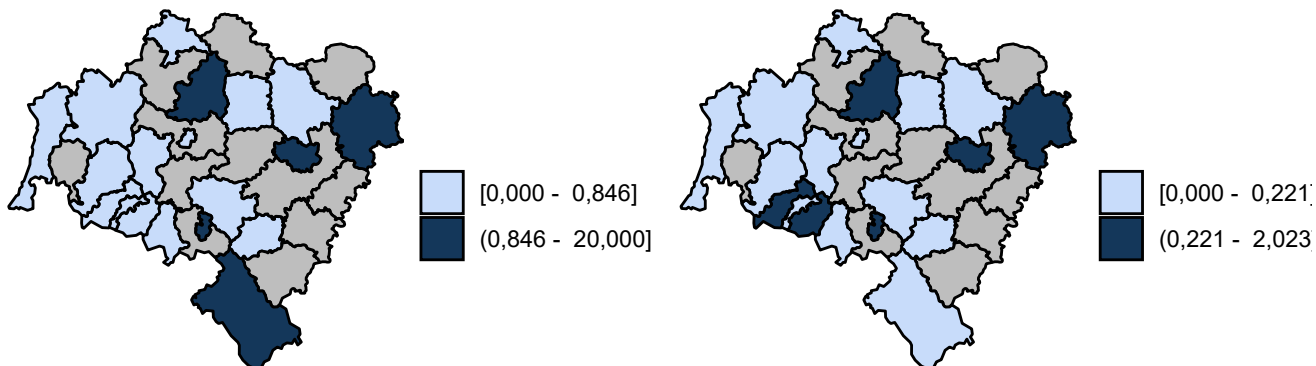 [0,000 - 0,846]
(0,846 - 20,000]
[0,000 - 0,221]
(0,221 - 2,023]